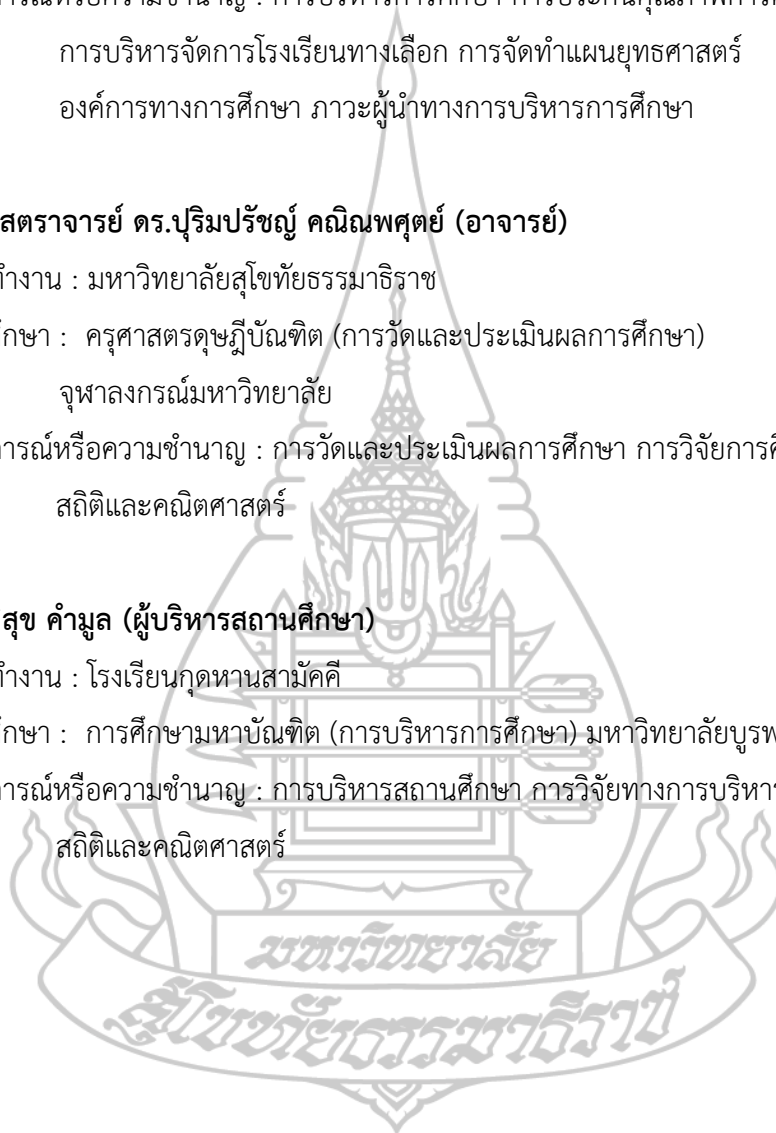 การบริหารจัดการโรงเรียนทางเลือก การจัดทำแผนยุทธศาสตร์
องค์การทางการศึกษา ภาวะผู้นำทางการบริหารการศึกษา
สตราจารย์ ดร.ปุริมปรัชญ์ คณิณพศุตย์ (อาจารย์)
ทำงาน : มหาวิทยาลัยสุโขทัยธรรมาธิราช
กษา : ครุศาสตรดุษฎีบัณฑิต (การวัดและประเมินผลการศึกษา)
จุฬาลงกรณ์มหาวิทยาลัย
การณ์หรือความชำนาญ : การวัดและประเมินผลการศึกษา การวิจัยการศึ
สถิติและคณิตศาสตร์
สุข คำมูล (ผู้บริหารสถานศึกษา)
ทำงาน : โรงเรียนกุดหานสามัคคี
กษา : การศึกษามหาบัณฑิต (การบริหารการศึกษา) มหาวิทยาลัยบูรพ
การณ์หรือความชำนาญ : การบริหารสถานศึกษา การวิจัยทางการบริหาร
สถิติและคณิตศาสตร์
มหาวิทยาลัย
สุโขทัยธรรมาธิราช